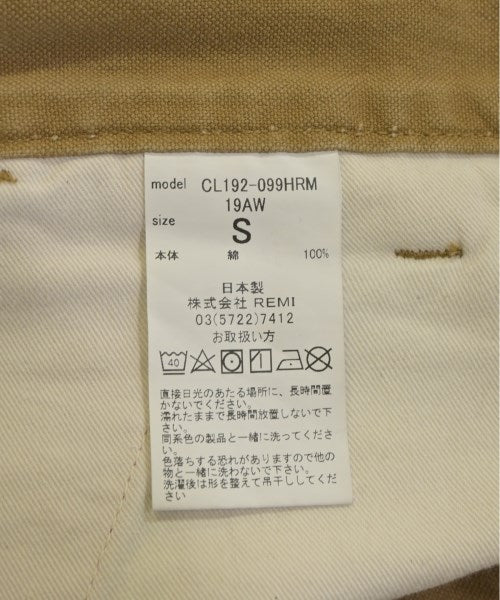 model CL192-099HRM
19AW
size S
本体 綿 100%
日本製
株式会社 REMI
03(5722)7412
お取扱い方
40
直接日光のあたる場所に、長時間置
かないでください。
濡れたままで長時間放置しないで下
さい。
同系色の製品と一緒に洗ってくださ
い。
色落ちする恐れがありますので他の
物と一緒に洗わないで下さい。
洗濯後は形を整えて吊干ししてくだ
さい